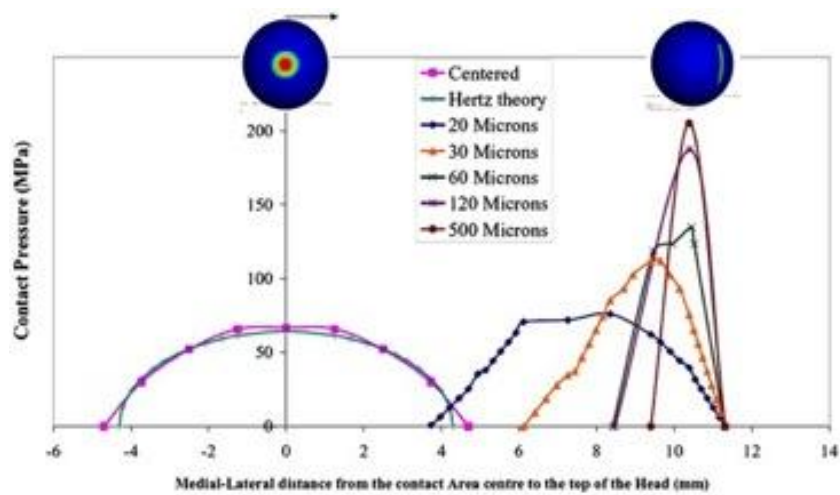 Centered
Hertz theory
20 Microns
30 Microns
60 Microns
120 Microns
500 Microns
Contact Pressure (MPa)
200
150
100
50
0
-6 -4 -2 0 2 4 6 8 10 12 14
Medial-Lateral distance from the contact Area centre to the top of the Head (mm)